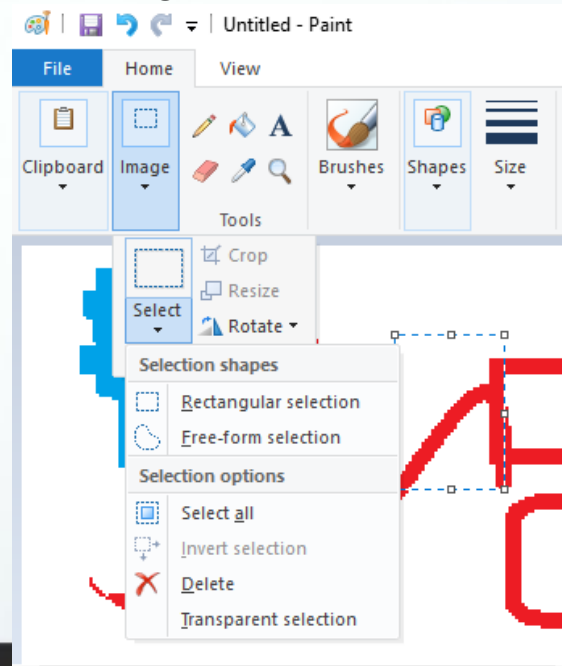 Untitled - Paint
File Home View
Clipboard Image Brushes Shapes Size
Tools
Select Crop
Resize
Rotate
Selection shapes
Rectangular selection
Free-form selection
Selection options
Select all
Invert selection
Delete
Transparent selection